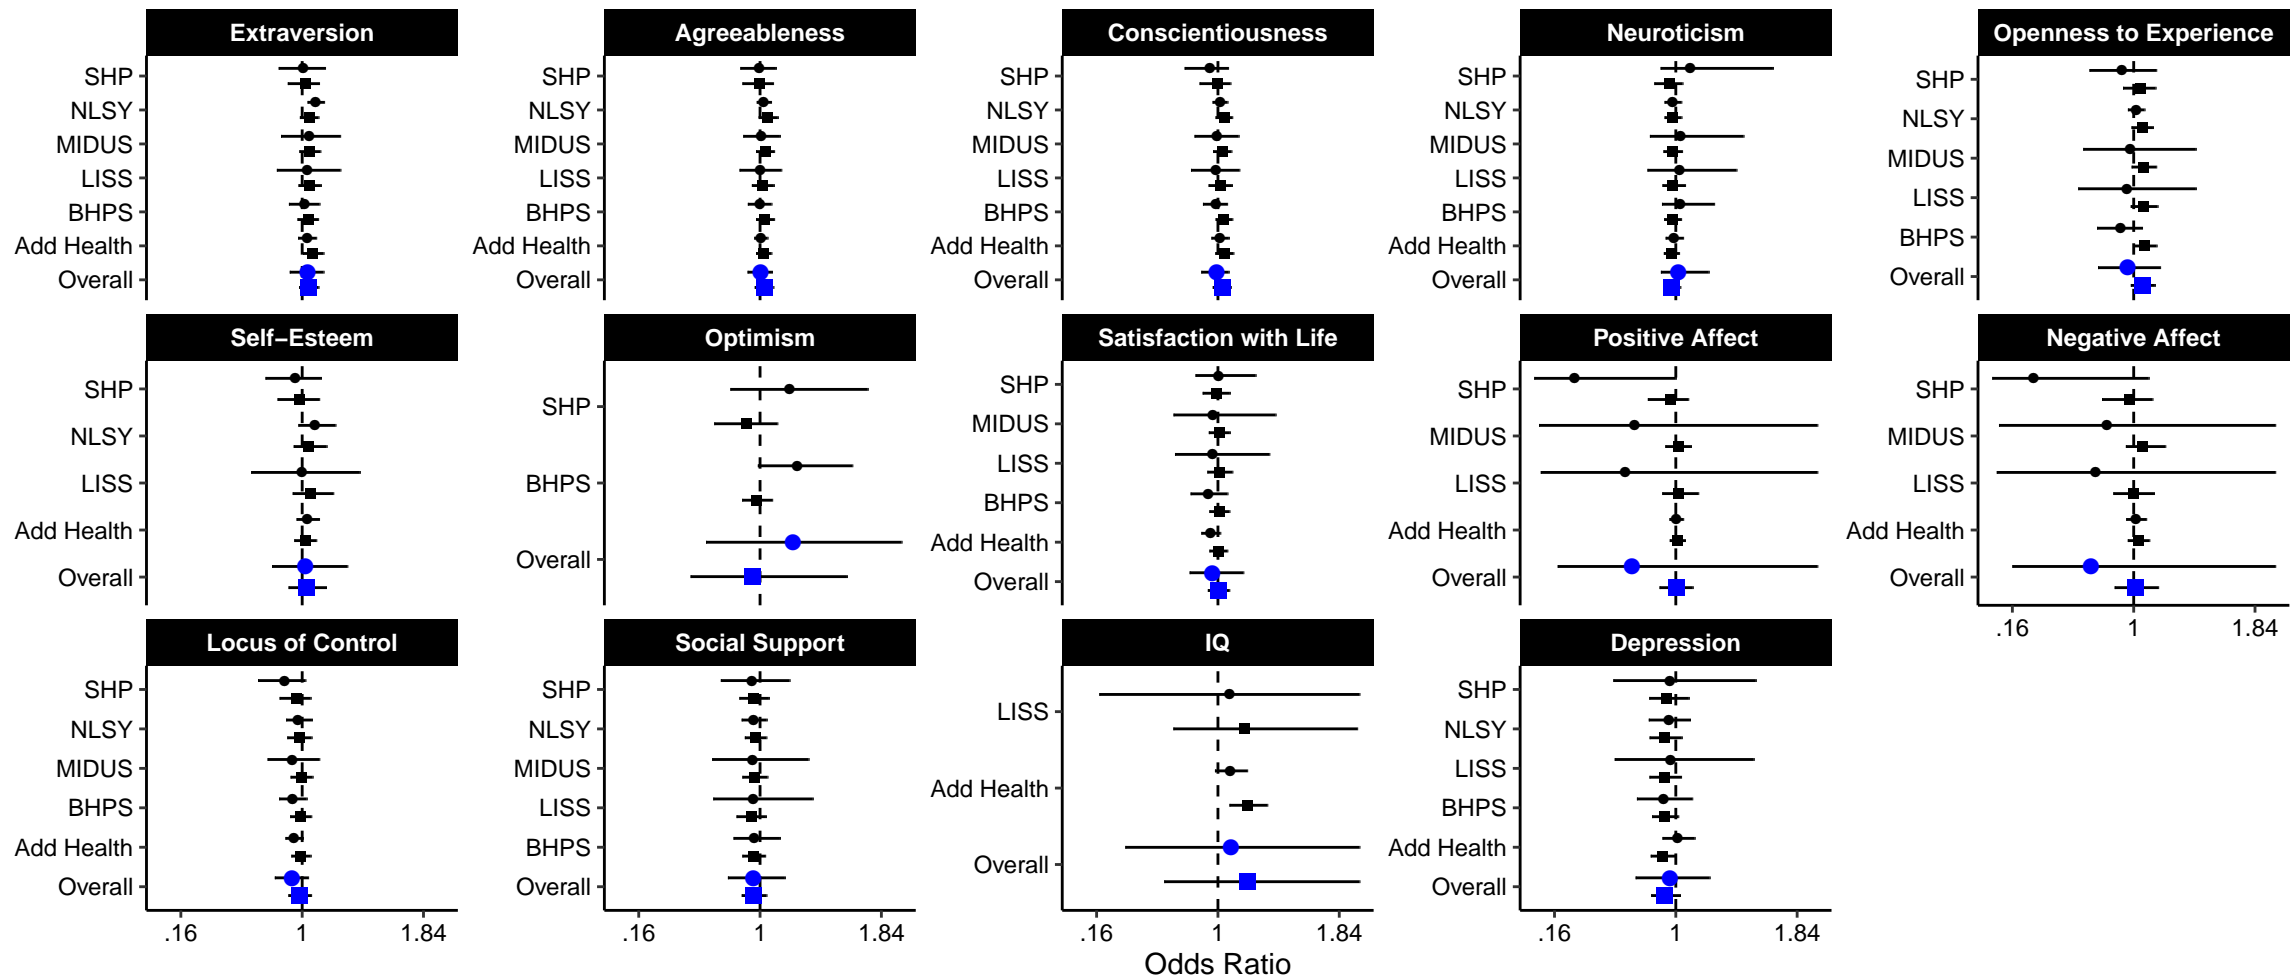 Extraversion
SHP
NLSY
MIDUS
LISS
BHPS
Add Health
Overall
Agreeableness
SHP
NLSY
MIDUS
LISS
BHPS
Add Health
Overall
Conscientiousness
SHP
NLSY
MIDUS
LISS
BHPS
Add Health
Overall
Neuroticism
SHP
NLSY
MIDUS
LISS
BHPS
Add Health
Overall
Openness to Experience
SHP
NLSY
MIDUS
LISS
BHPS
Overall
Self−Esteem
SHP
NLSY
LISS
Add Health
Overall
Optimism
SHP
BHPS
Overall
Satisfaction with Life
SHP
MIDUS
LISS
BHPS
Add Health
Overall
Positive Affect
SHP
MIDUS
LISS
Add Health
Overall
Negative Affect
SHP
MIDUS
LISS
Add Health
Overall
.16 1 1.84
Locus of Control
SHP
NLSY
MIDUS
BHPS
Add Health
Overall
.16 1 1.84
Social Support
SHP
NLSY
MIDUS
LISS
BHPS
Overall
.16 1 1.84
IQ
LISS
Add Health
Overall
.16 1 1.84
Depression
SHP
NLSY
LISS
BHPS
Add Health
Overall
.16 1 1.84
Odds Ratio